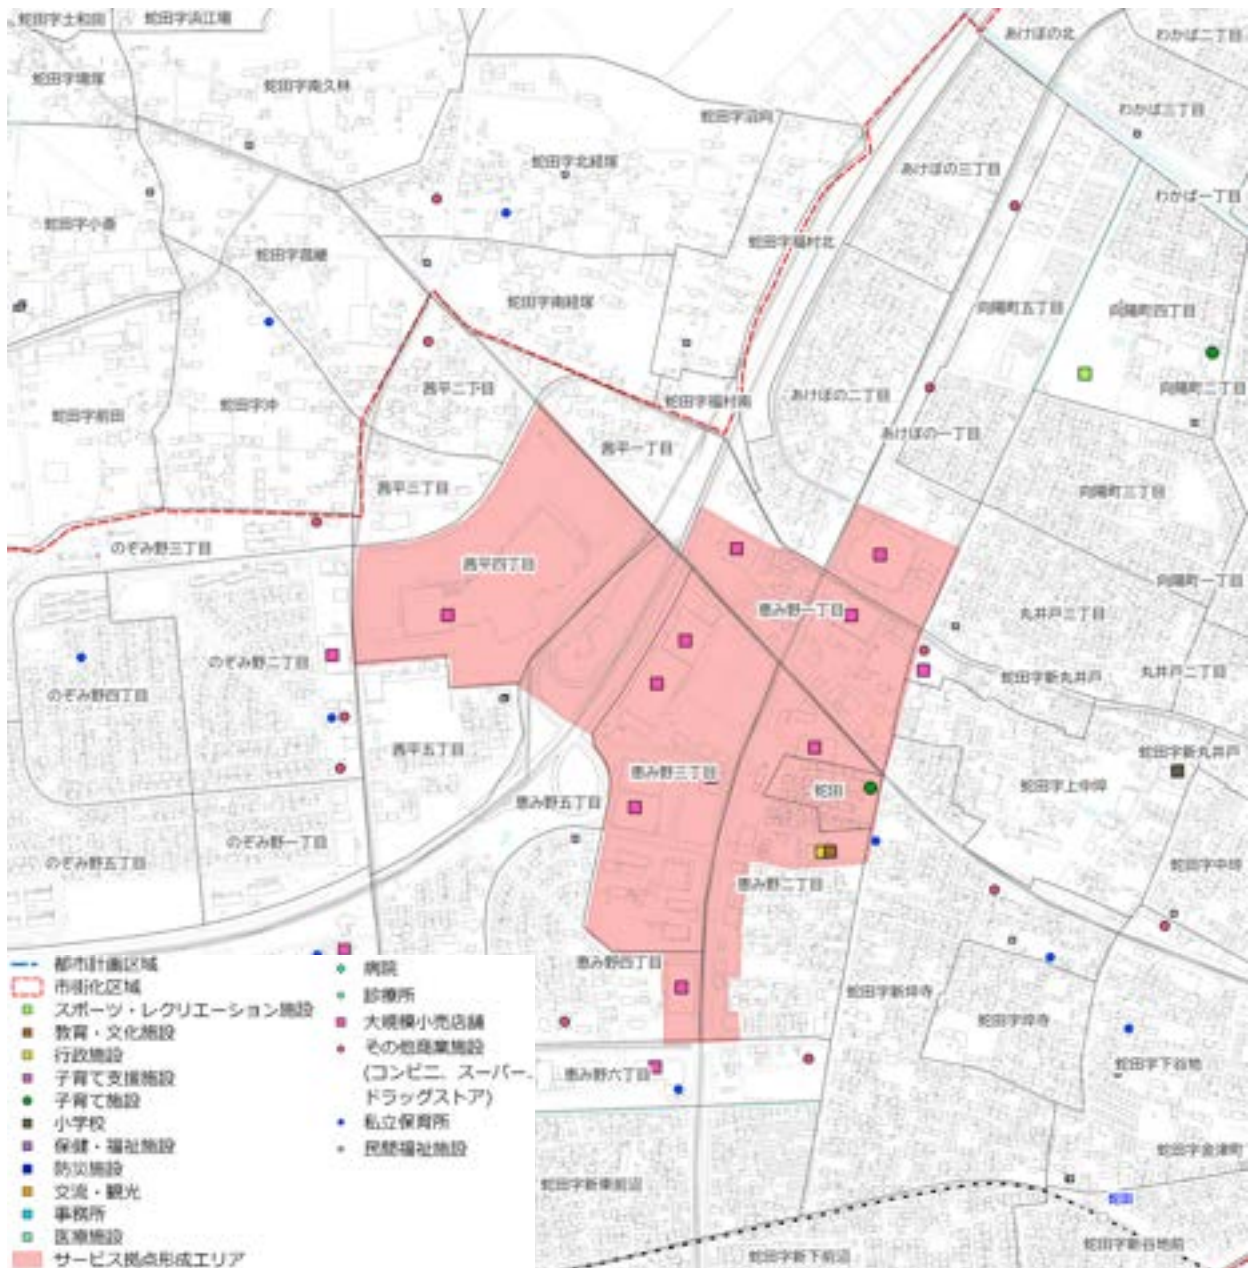 蛇田字土和田
蛇田字浜江場
あけぼの北
わかば二丁目
蛇田字南久林
わかば三丁目
蛇田字沼向
蛇田字北経塚
あけぼの三丁目
わかば一丁目
蛇田字福村北
蛇田字南経塚
向陽町五丁目
向陽町四丁目
茜平二丁目
向陽町二丁目
蛇田字沖
蛇田字前田
蛇田字福村南
あけぼの二丁目
あけぼの一丁目
茜平一丁目
茜平三丁目
向陽町三丁目
のぞみ野三丁目
茜平四丁目
向陽町一丁目
恵み野一丁目
丸井戸三丁目
のぞみ野二丁目
蛇田字新丸井戸
丸井戸二丁目
のぞみ野四丁目
茜平五丁目
蛇田字新丸井戸
恵み野三丁目
蛇田
蛇田字上中埣
恵み野五丁目
のぞみ野一丁目
のぞみ野五丁目
蛇田字中埣
恵み野二丁目
恵み野四丁目
蛇田字新埣寺
蛇田字埣寺
恵み野六丁目
蛇田字下谷地
蛇田字金津町
蛇田字新東前沼
蛇田
蛇田字新下前沼
蛇田字新谷地前
都市計画区域
市街化区域
スポーツ・レクリエーション施設
教育・文化施設
行政施設
子育て支援施設
子育て施設
小学校
保健・福祉施設
防災施設
交流・観光
事務所
医療施設
サービス拠点形成エリア
病院
診療所
大規模小売店舗
その他商業施設
(コンビニ、スーパー、
ドラッグストア)
私立保育所
民間福祉施設